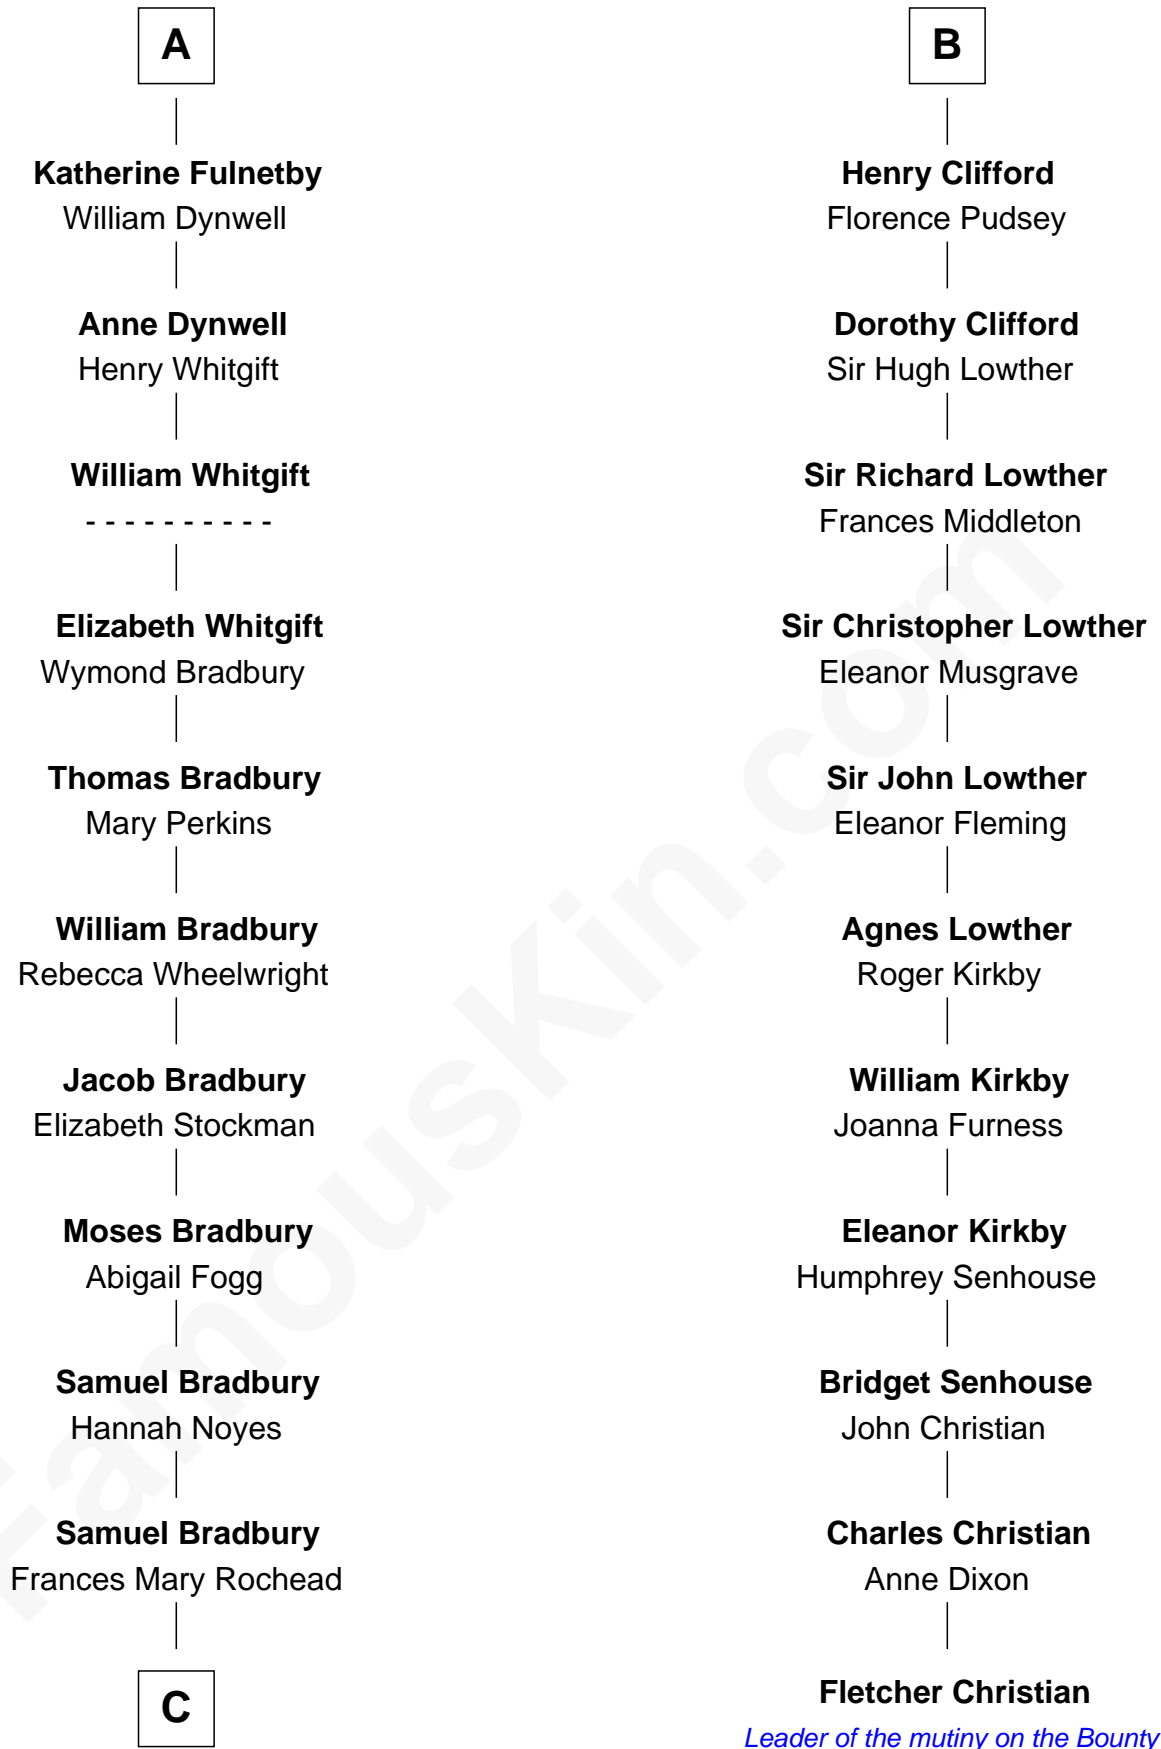 A
Katherine Fulnetby
William Dynwell
Anne Dynwell
Henry Whitgift
William Whitgift
- - - - - - - - - -
Elizabeth Whitgift
Wymond Bradbury
Thomas Bradbury
Mary Perkins
William Bradbury
Rebecca Wheelwright
Jacob Bradbury
Elizabeth Stockman
Moses Bradbury
Abigail Fogg
Samuel Bradbury
Hannah Noyes
Samuel Bradbury
Frances Mary Rochead
C
B
Henry Clifford
Florence Pudsey
Dorothy Clifford
Sir Hugh Lowther
Sir Richard Lowther
Frances Middleton
Sir Christopher Lowther
Eleanor Musgrave
Sir John Lowther
Eleanor Fleming
Agnes Lowther
Roger Kirkby
William Kirkby
Joanna Furness
Eleanor Kirkby
Humphrey Senhouse
Bridget Senhouse
John Christian
Charles Christian
Anne Dixon
Fletcher Christian
Leader of the mutiny on the Bounty
FamousKin.com